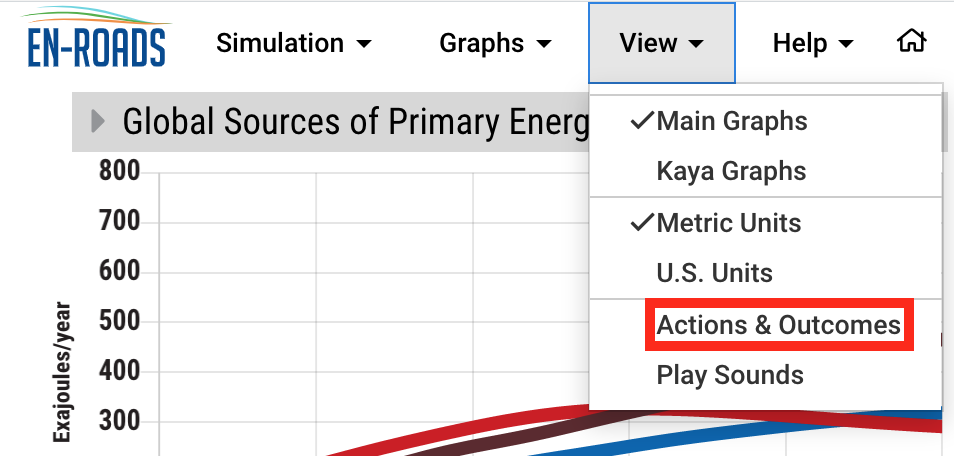 EN-ROADS
Simulation
Graphs
View
Help
Global Sources of Primary Energ
Main Graphs
Kaya Graphs
Metric Units
U.S. Units
Actions & Outcomes
Play Sounds
800
700
600
500
400
300
Exajoules/year